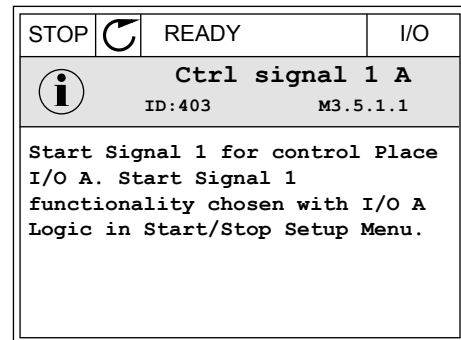 STOP READY I/O
Ctrl signal 1 A
ID:403 M3.5.1.1
Start Signal 1 for control Place
I/O A. Start Signal 1
functionality chosen with I/O A
Logic in Start/Stop Setup Menu.